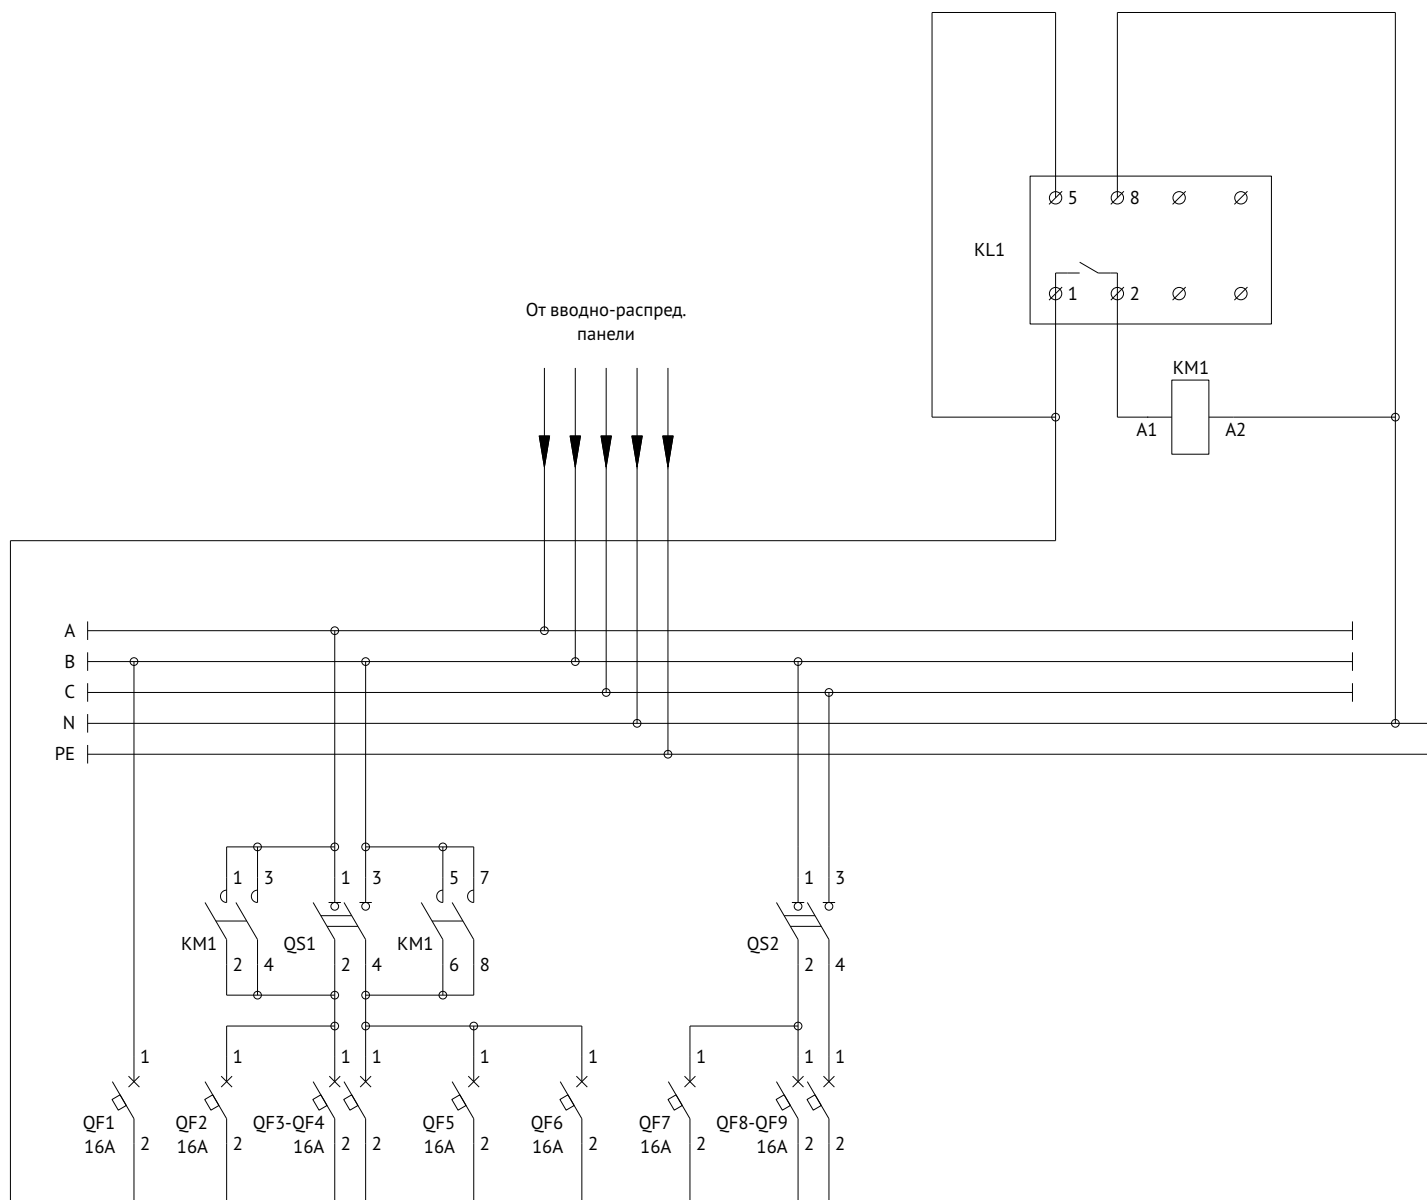 5 8
KL1
1 2
От вводно-распред.
панели
KM1
A1 A2
A
B
C
N
PE
1 3 1 3 5 7 1 3
KM1 QS1 KM1 QS2
2 4 2 4 6 8 2 4
1 1 1 1 1 1 1 1 1
QF1 QF2 QF3-QF4 QF5 QF6 QF7 QF8-QF9
16A 2 16A 2 16A 2 2 16A 2 16A 2 16A 2 16A 2 2